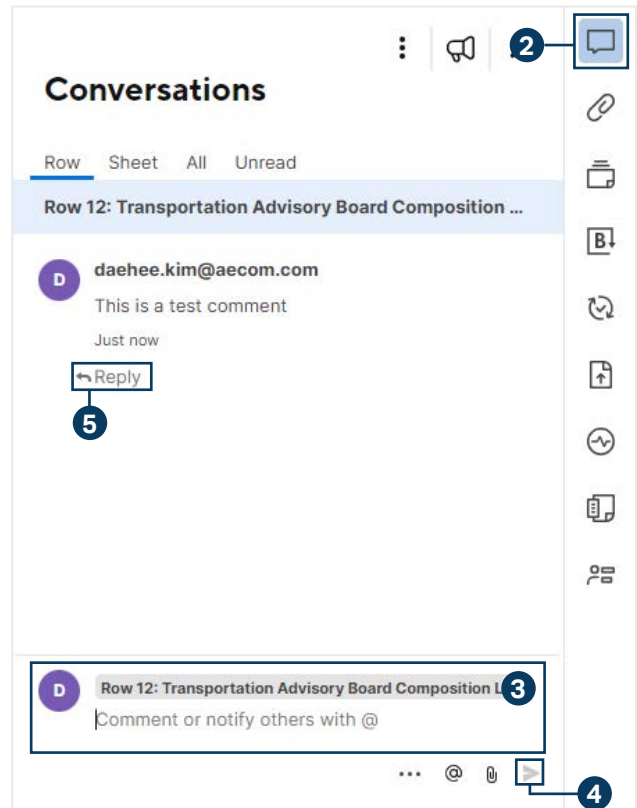 2
Conversations
Row Sheet All Unread
Row 12: Transportation Advisory Board Composition ...
B
D daehee.kim@aecom.com
This is a test comment
Just now
Reply
5
D Row 12: Transportation Advisory Board Composition L
3
Comment or notify others with @
... @
4